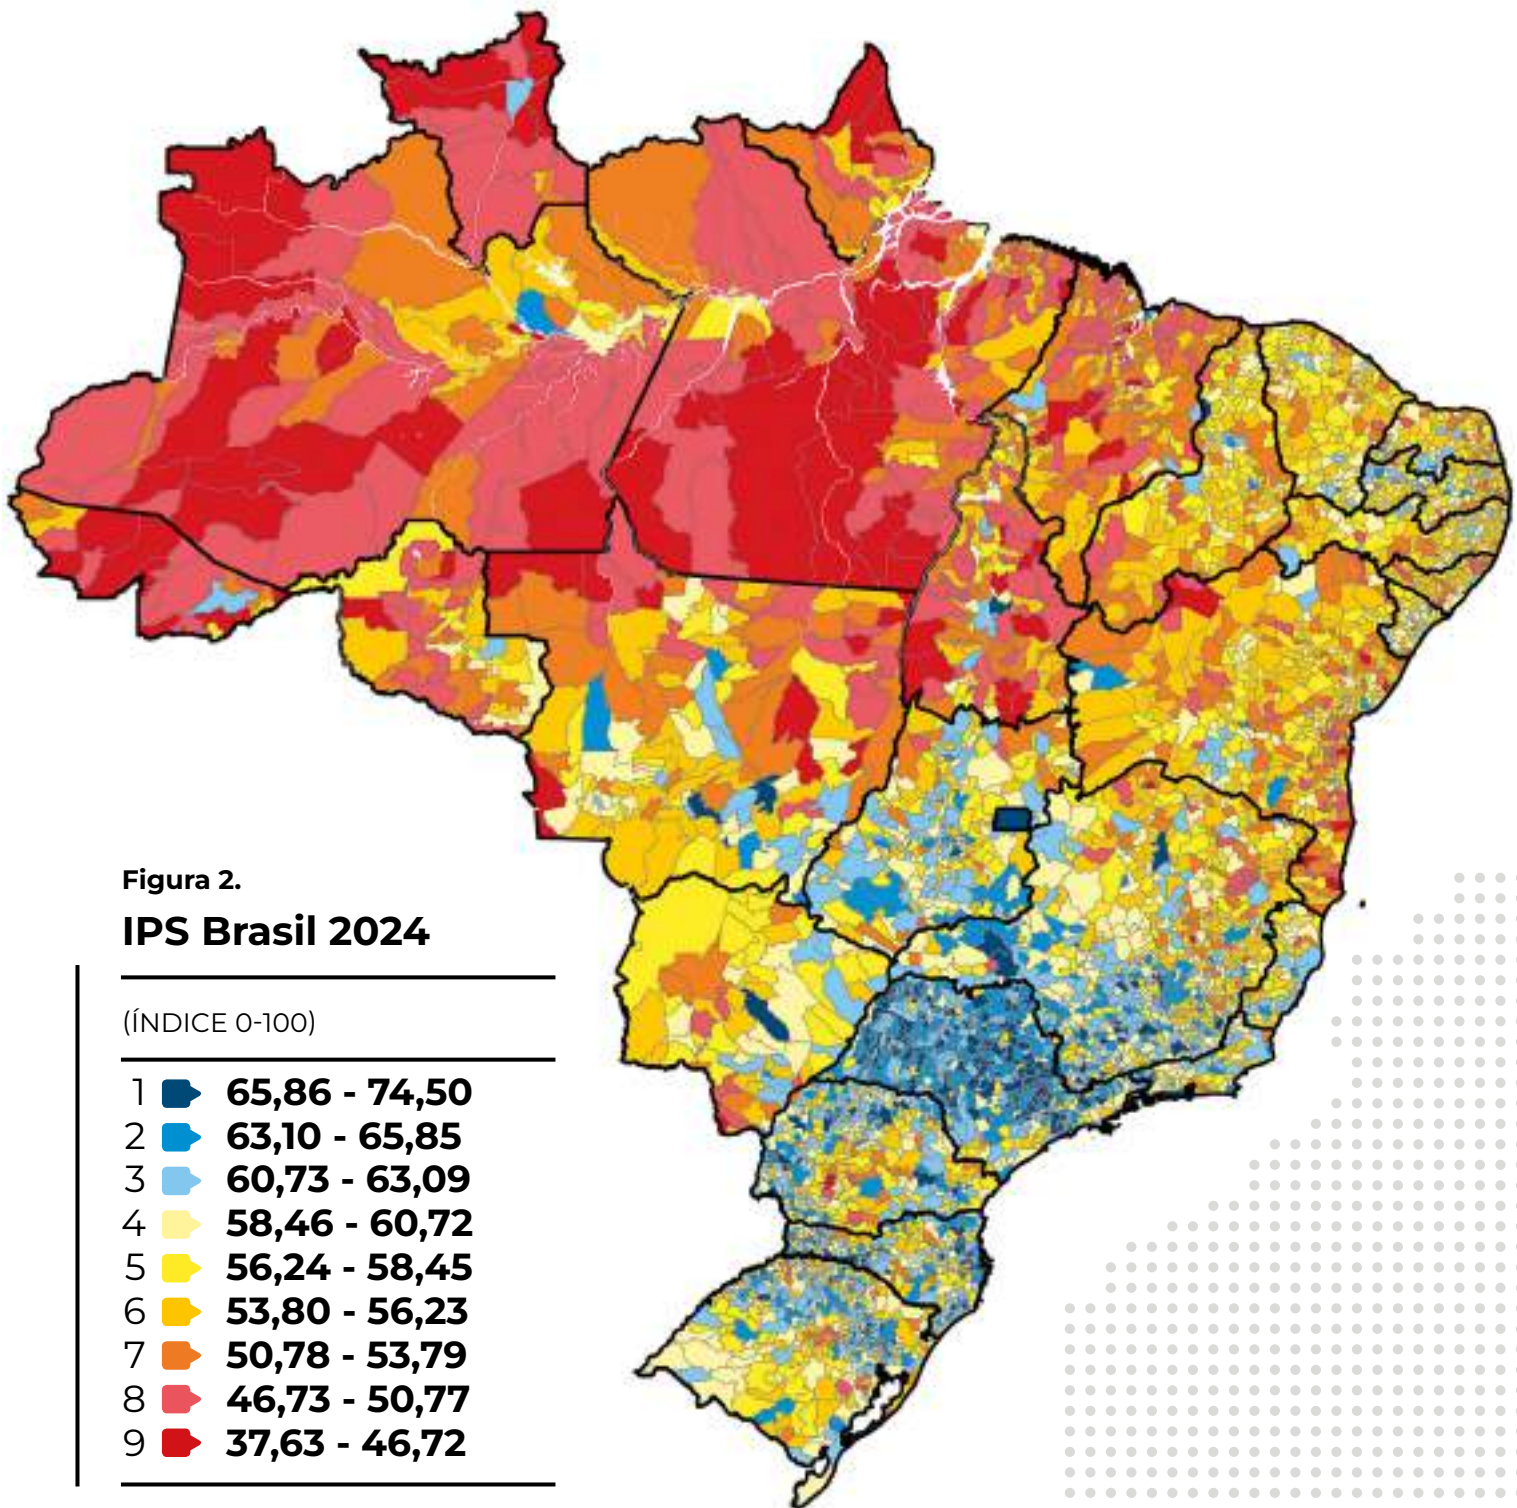 Figura 2.
IPS Brasil 2024
(ÍNDICE 0-100)
1 65,86 - 74,50
2 63,10 - 65,85
3 60,73 - 63,09
4 58,46 - 60,72
5 56,24 - 58,45
6 53,80 - 56,23
7 50,78 - 53,79
8 46,73 - 50,77
9 37,63 - 46,72